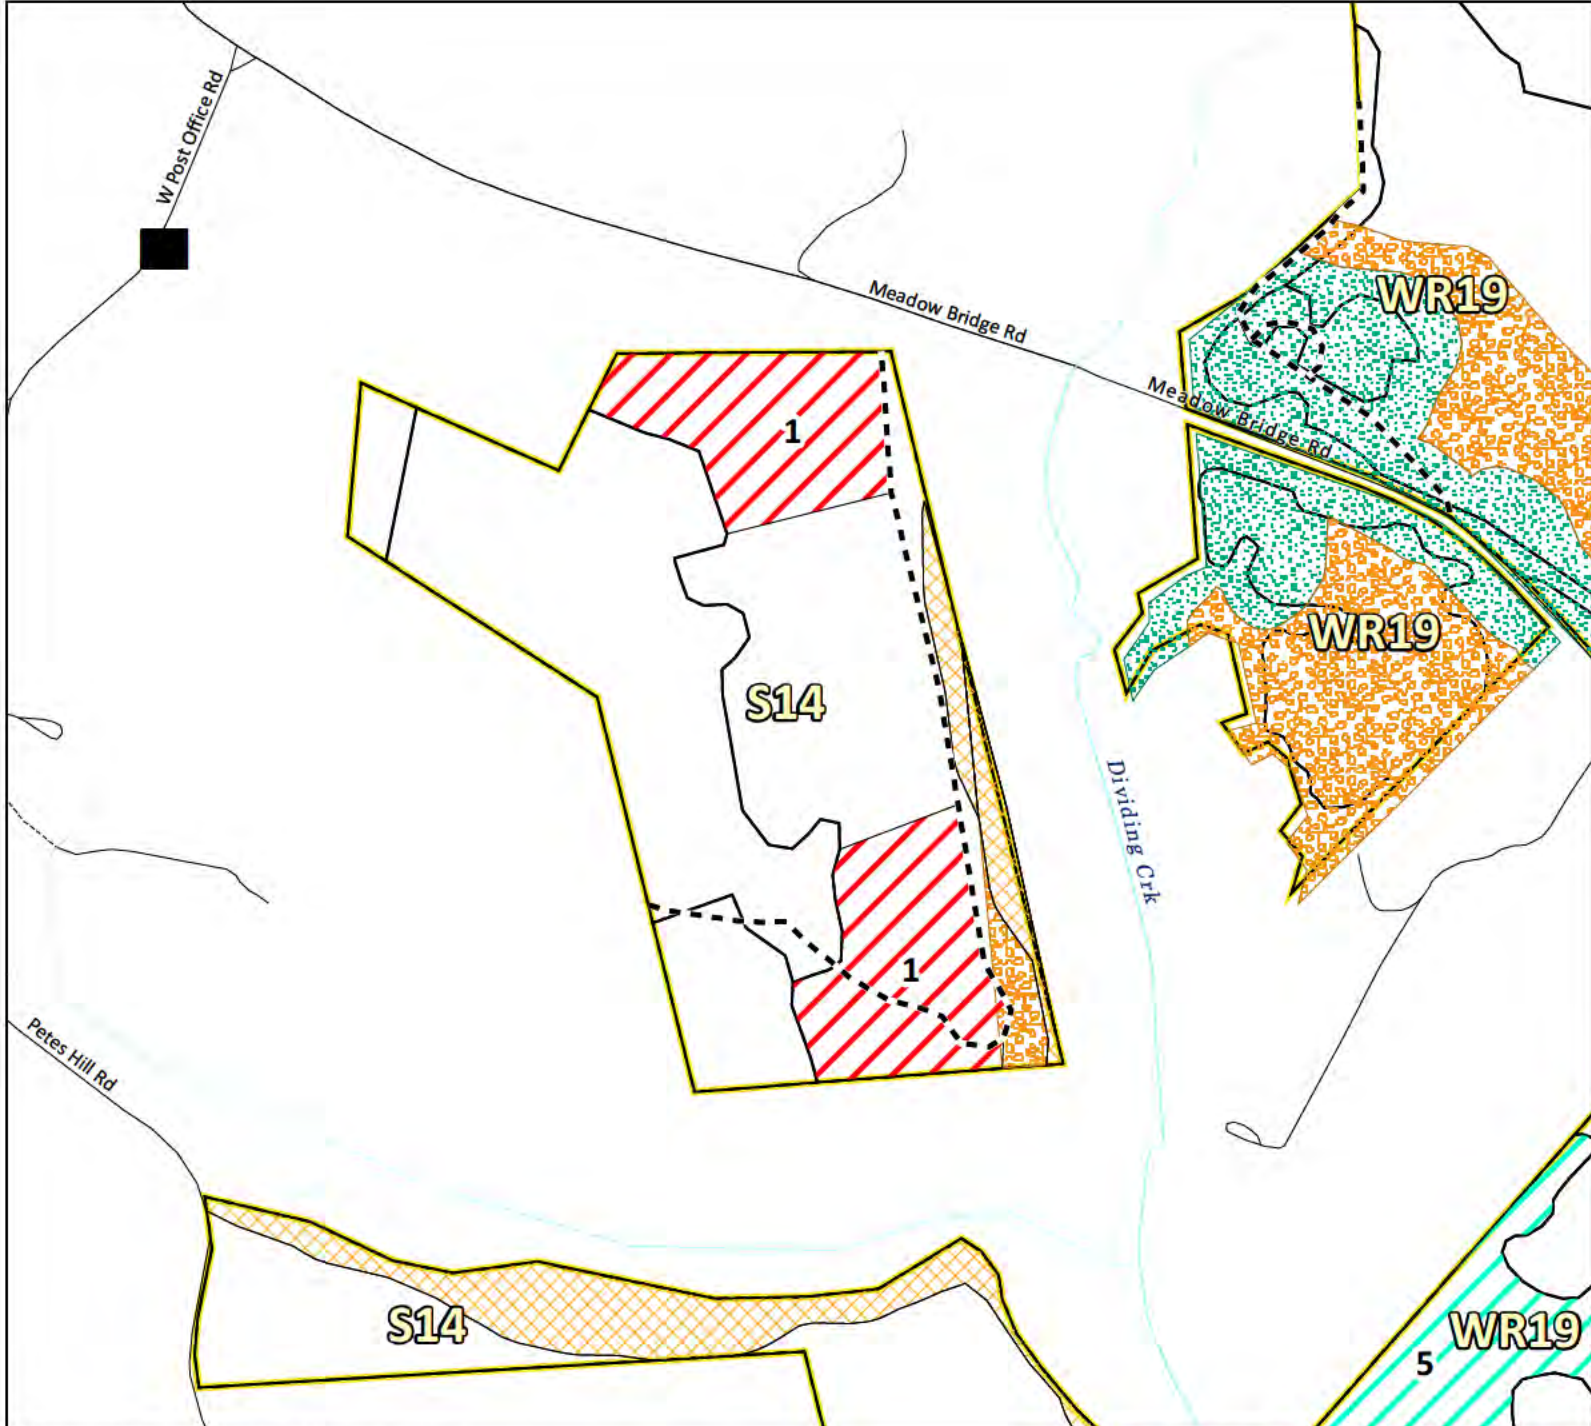 W Post Office Rd
Meadow Bridge Rd
WR19
Meadow Bridge Rd
1
WR19
S14
Dividing Crk
1
Petes Hill Rd
S14
WR19
5